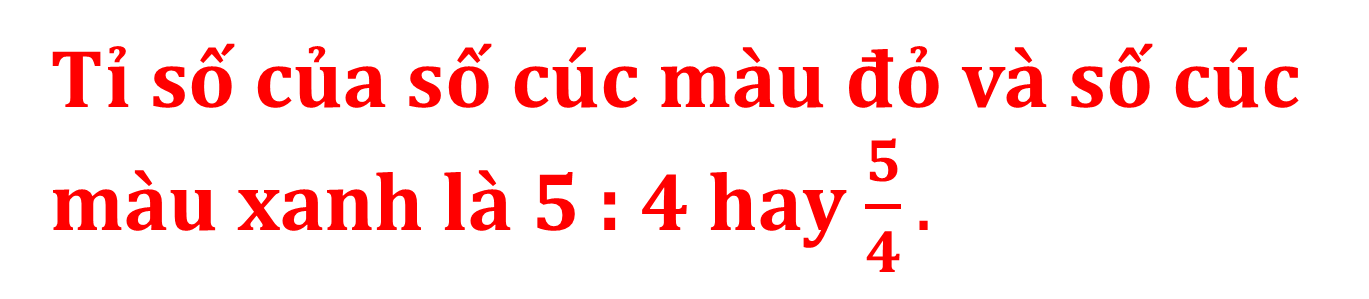 Tỉ số của số cúc màu đỏ và số cúc
màu xanh là 5 : 4 hay 5/4 .